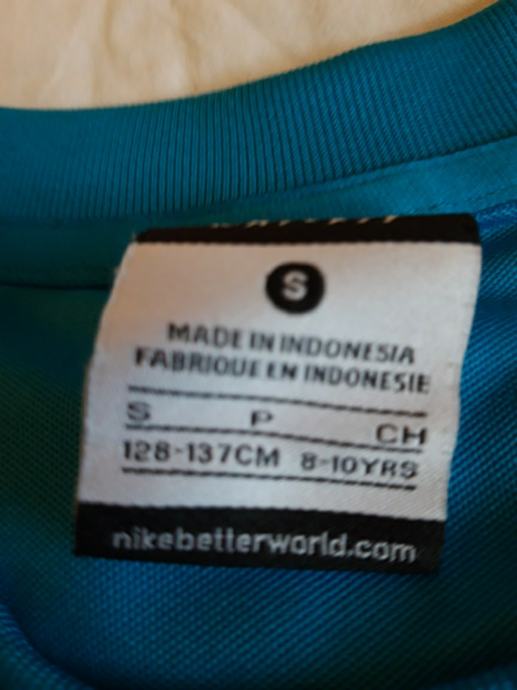 S
MADE IN INDONESIA
FABRIQUE EN INDONESIE
S P CH
128-137CM 8-10YRS
nikebetterworld.com